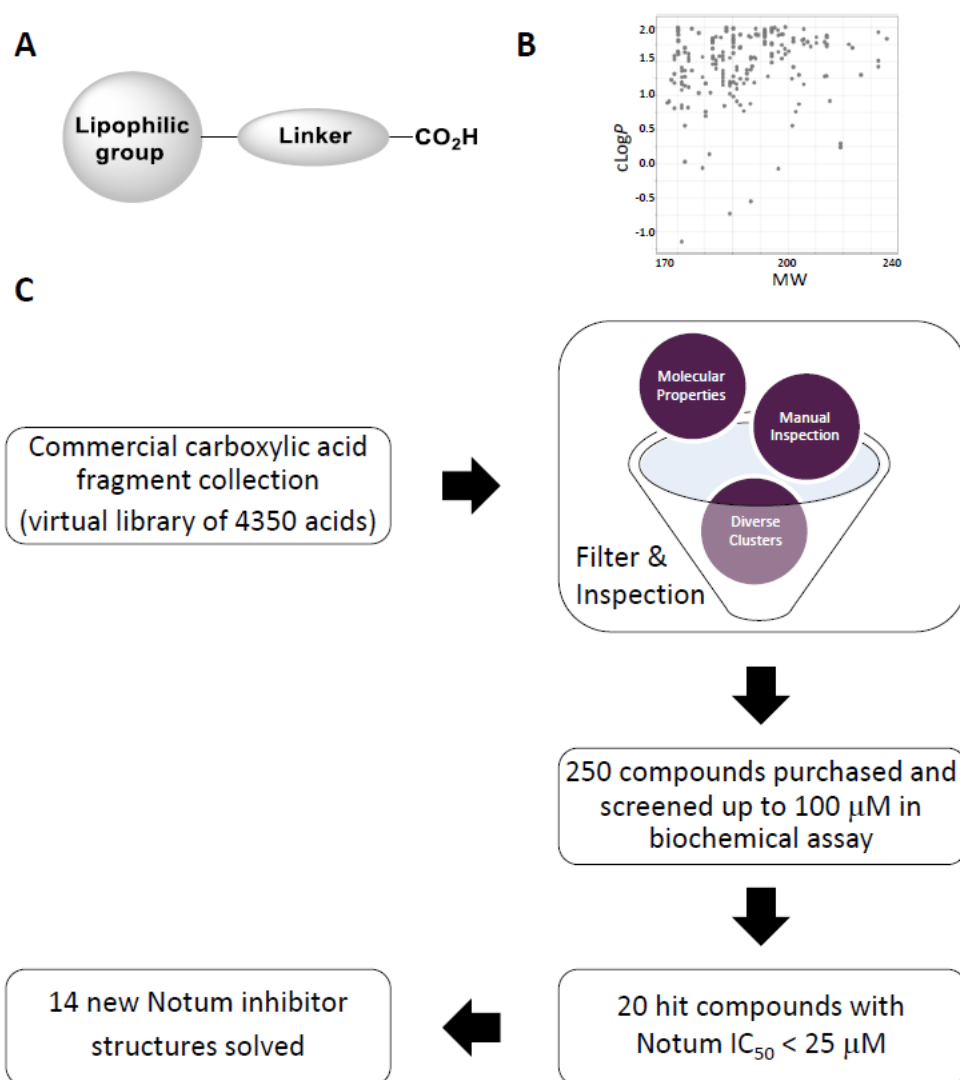 A
Lipophilic
group
Linker
CO₂H
B
2.0
1.5
1.0
0.5
0.0
-0.5
-1.0
cLogP
170
200
240
MW
C
Commercial carboxylic acid
fragment collection
(virtual library of 4350 acids)
Molecular
Properties
Manual
Inspection
Diverse
Clusters
Filter &
Inspection
250 compounds purchased and
screened up to 100 μM in
biochemical assay
14 new Notum inhibitor
structures solved
20 hit compounds with
Notum IC₅₀ < 25 μM